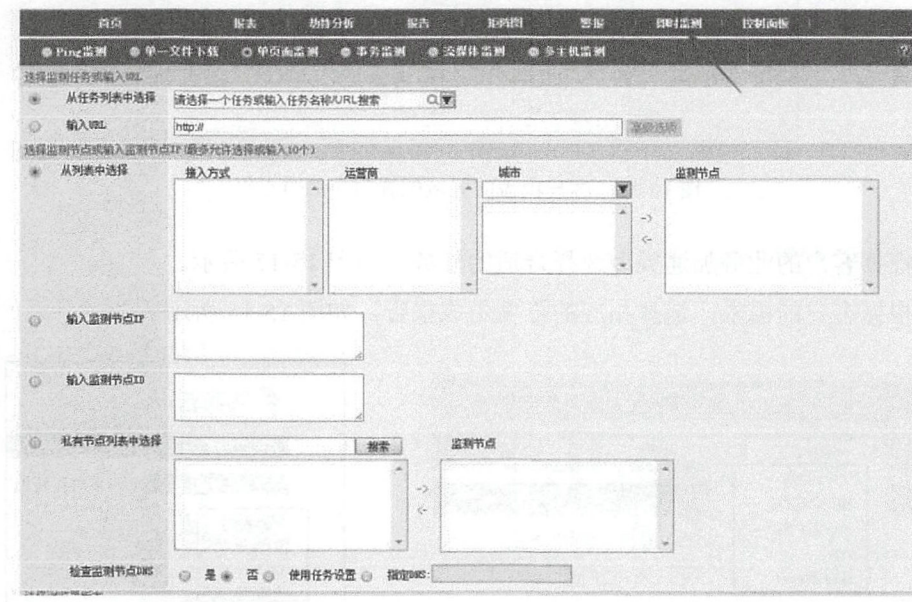 首页 报表 劫持分析 报告 矩阵图 警报 即时监测 控制面板
Ping监测 单一文件下载 单页面监测 事务监测 流媒体监测 多主机监测 ?
选择监测任务或输入URL
从任务列表中选择 请选择一个任务或输入任务名称/URL搜索
输入URL http:// 高级选项
选择监测节点或输入监测节点IP(最多允许选择或输入10个)
从列表中选择 接入方式 运营商 城市 监测节点
->
<-
输入监测节点IP
输入监测节点ID
私有节点列表中选择 搜索 监测节点
->
<-
检查监测节点DNS 是 否 使用任务设置 指定DNS: